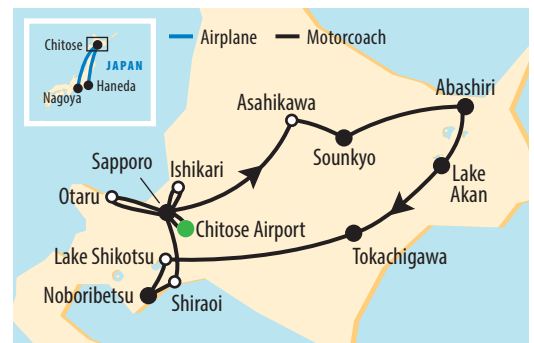 Chitose
JAPAN
Nagoya
Haneda
Airplane
Motorcoach
Abashiri
Asahikawa
Sounkyo
Sapporo
Ishikari
Lake
Akan
Otaru
Chitose Airport
Lake Shikotsu
Tokachigawa
Noboribetsu
Shiraoi